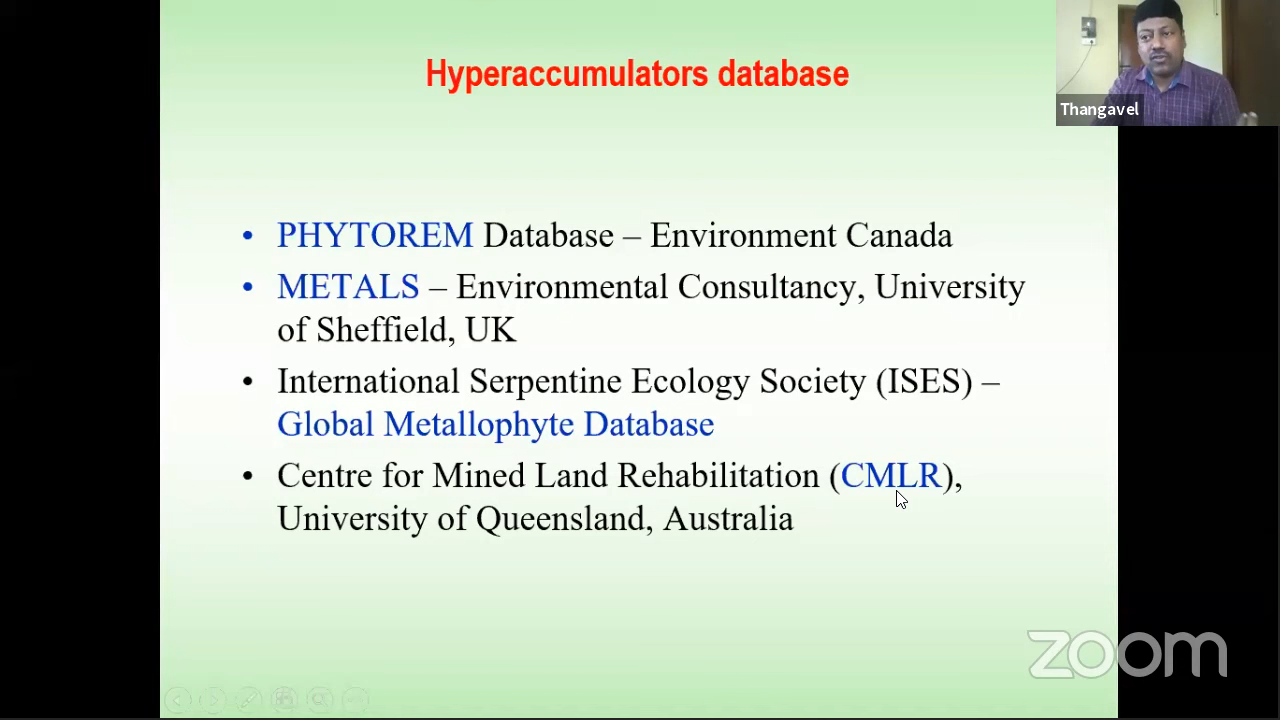 Hyperaccumulators database
Thangavel
• PHYTOREM Database – Environment Canada
• METALS – Environmental Consultancy, University
of Sheffield, UK
• International Serpentine Ecology Society (ISES) –
Global Metallophyte Database
• Centre for Mined Land Rehabilitation (CMLR),
University of Queensland, Australia
zoom